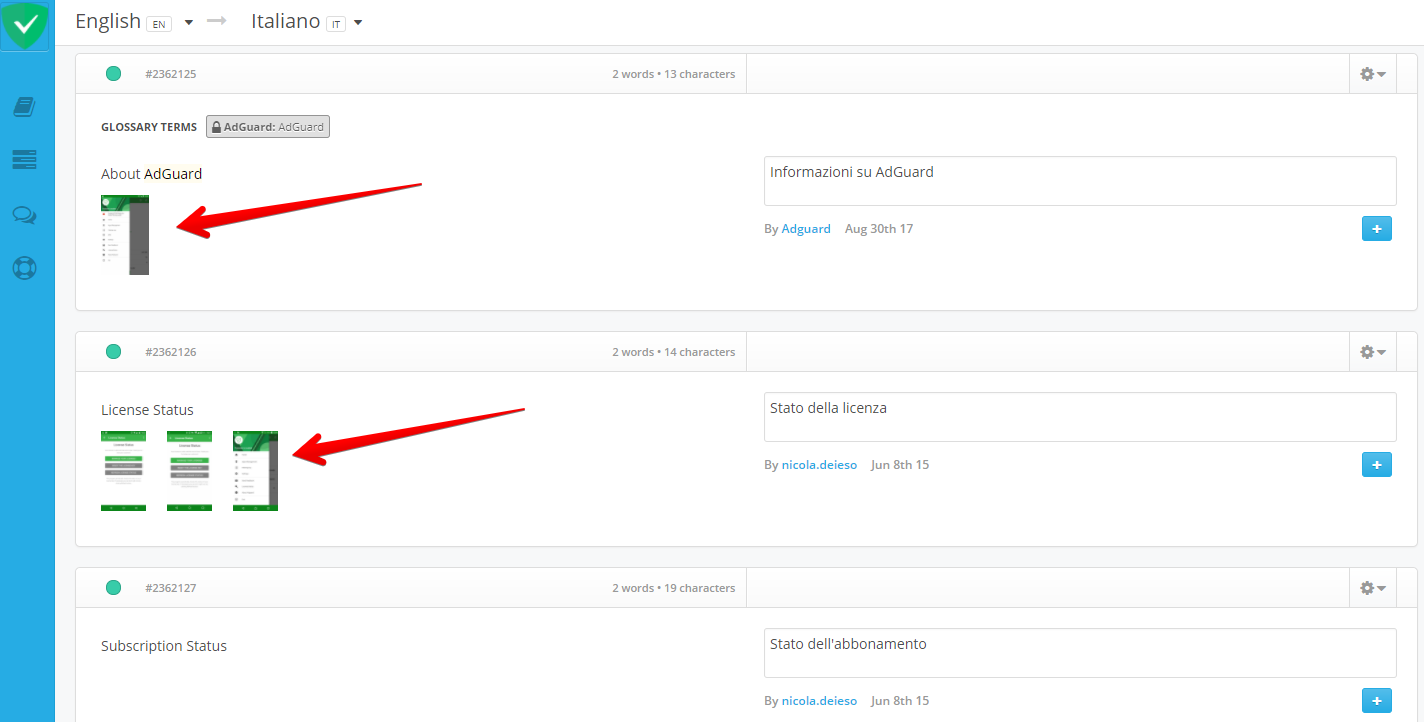 English EN Italiano IT
#2362125 2 words • 13 characters
GLOSSARY TERMS AdGuard: AdGuard
About AdGuard
Informazioni su AdGuard
By Adguard Aug 30th 17
#2362126 2 words • 14 characters
License Status
Stato della licenza
By nicola.deieso Jun 8th 15
#2362127 2 words • 19 characters
Subscription Status
Stato dell'abbonamento
By nicola.deieso Jun 8th 15